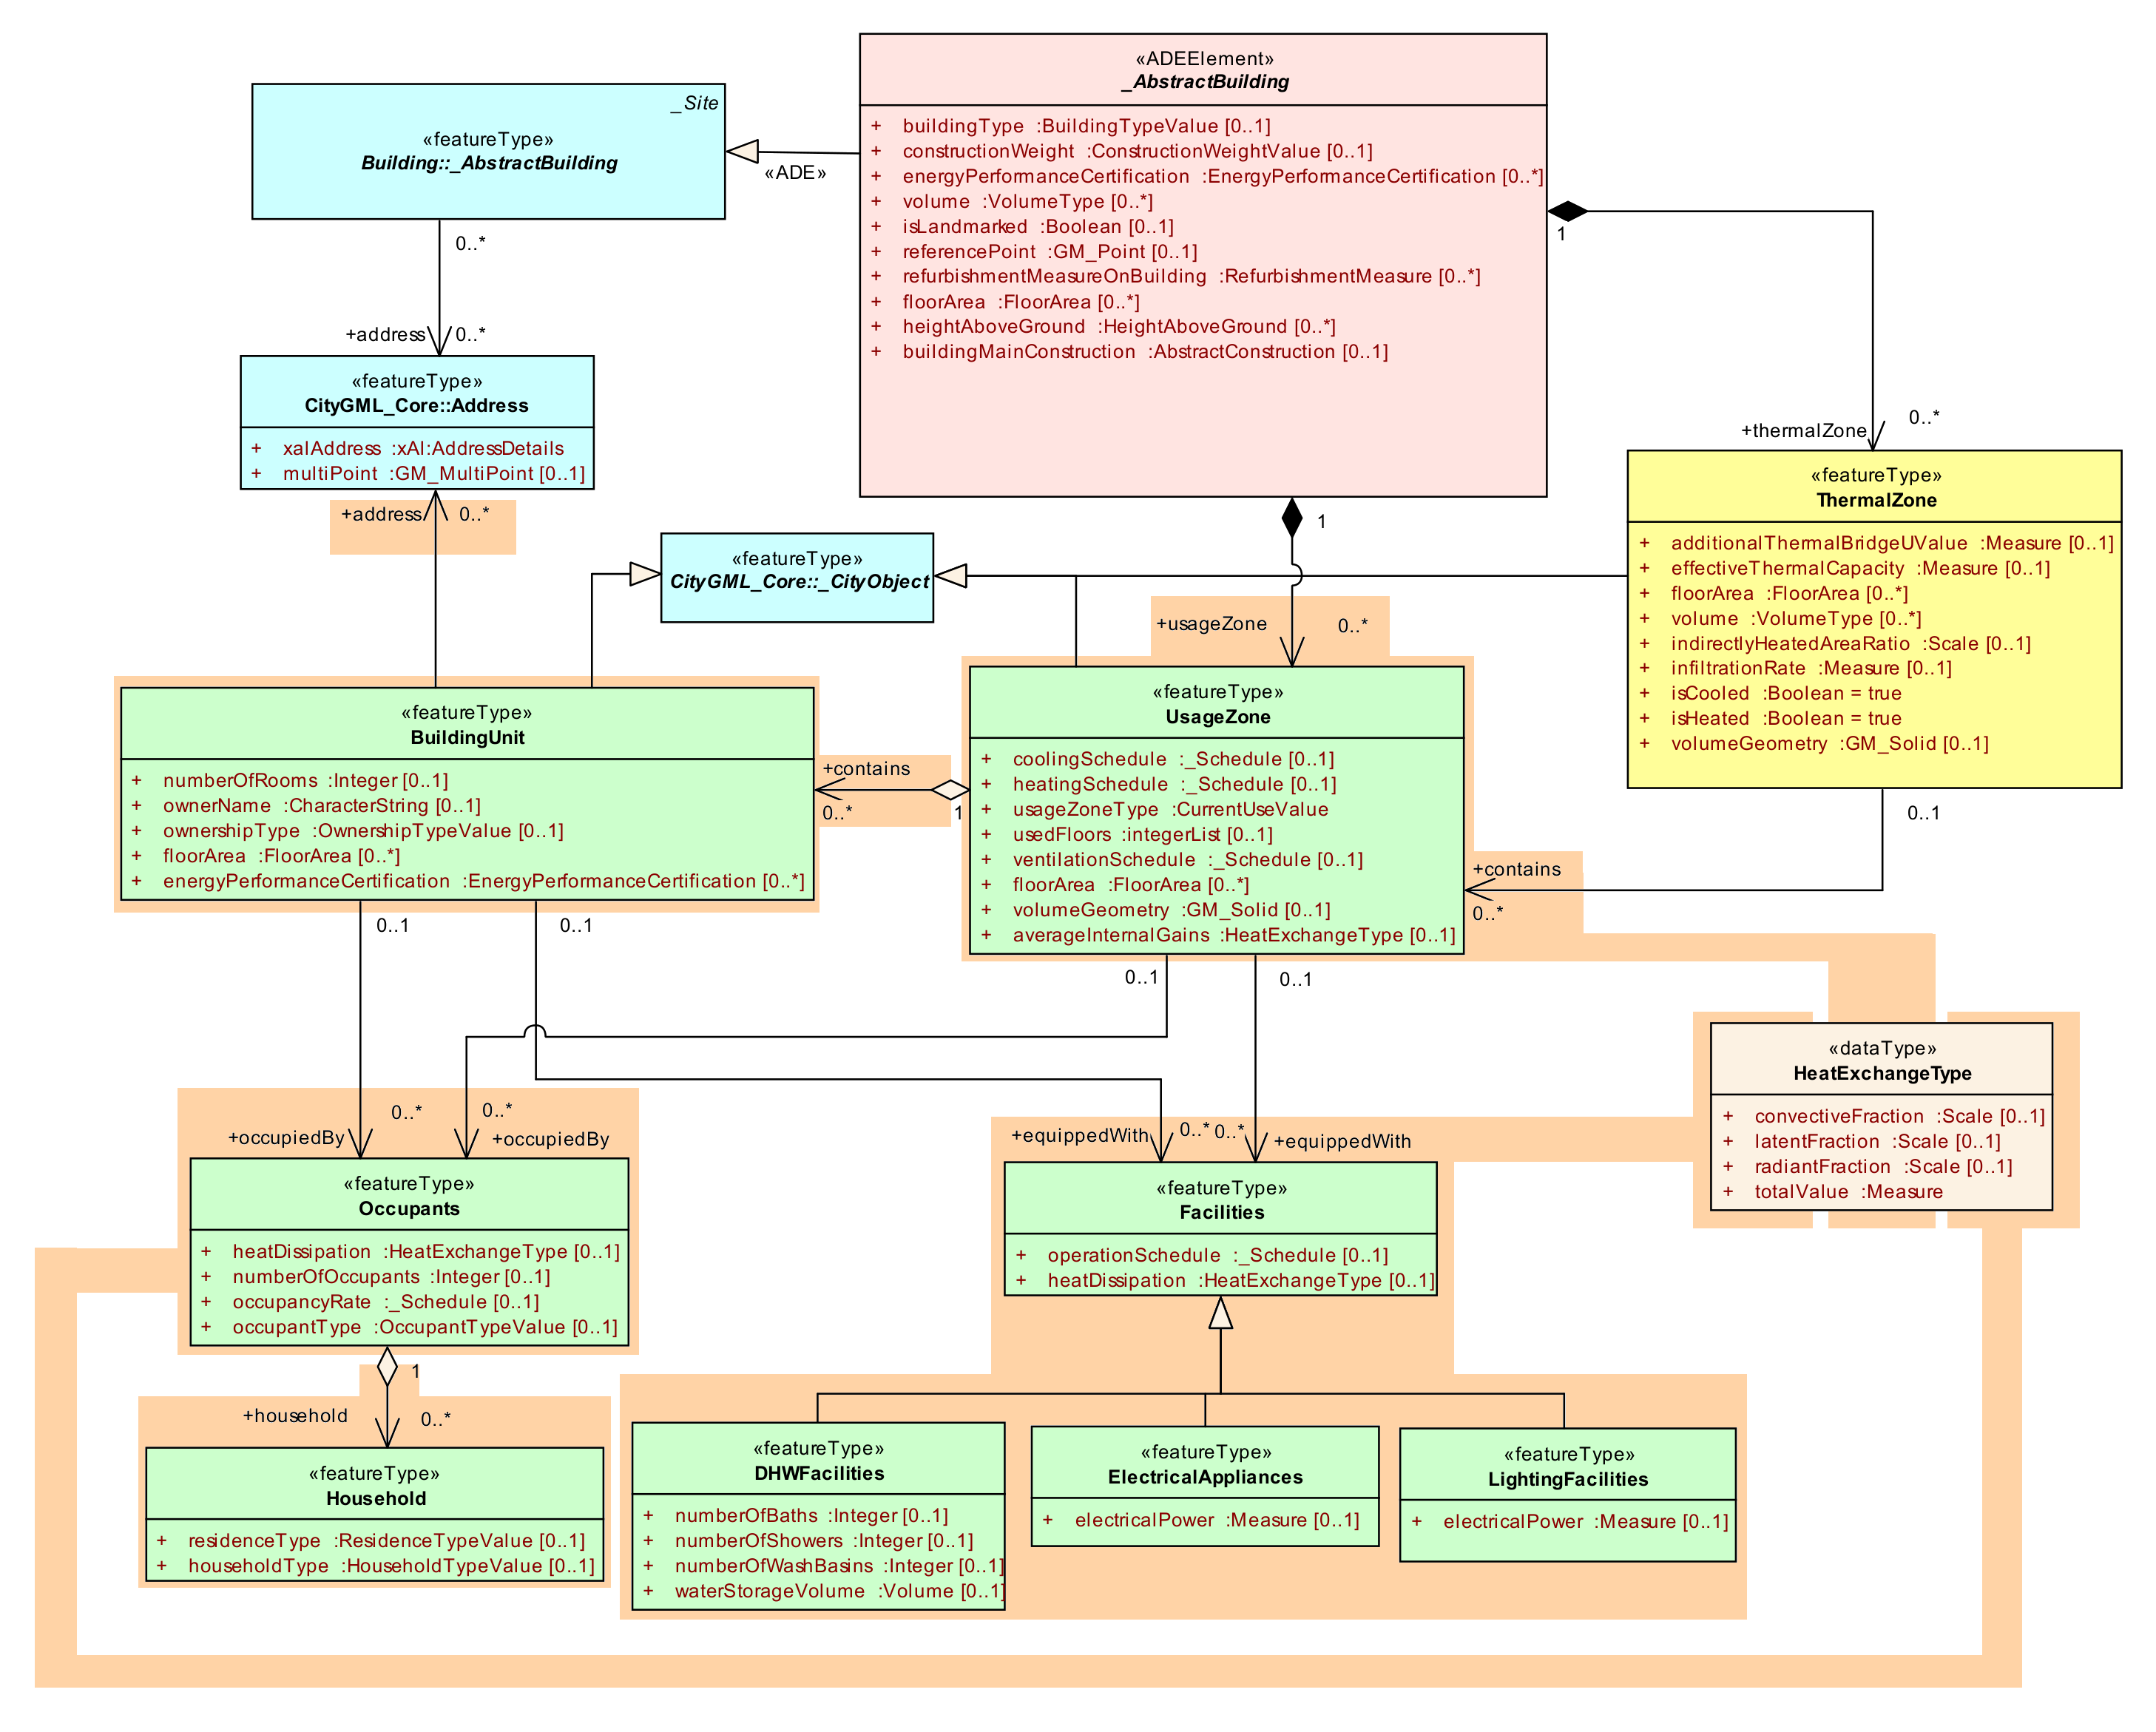 _Site
«featureType»
Building::_AbstractBuilding
«ADE»
«ADEElement»
_AbstractBuilding
+ buildingType :BuildingTypeValue [0..1]
+ constructionWeight :ConstructionWeightValue [0..1]
+ energyPerformanceCertification :EnergyPerformanceCertification [0..*]
+ volume :VolumeType [0..*]
+ isLandmarked :Boolean [0..1]
+ referencePoint :GM_Point [0..1]
+ refurbishmentMeasureOnBuilding :RefurbishmentMeasure [0..*]
+ floorArea :FloorArea [0..*]
+ heightAboveGround :HeightAboveGround [0..*]
+ buildingMainConstruction :AbstractConstruction [0..1]
1
0..*
+thermalZone
0..*
+address 0..*
«featureType»
CityGML_Core::Address
+ xalAddress :xAl:AddressDetails
+ multiPoint :GM_MultiPoint [0..1]
+address 0..*
«featureType»
CityGML_Core::_CityObject
1
+usageZone 0..*
«featureType»
ThermalZone
+ additionalThermalBridgeUValue :Measure [0..1]
+ effectiveThermalCapacity :Measure [0..1]
+ floorArea :FloorArea [0..*]
+ volume :VolumeType [0..*]
+ indirectlyHeatedAreaRatio :Scale [0..1]
+ infiltrationRate :Measure [0..1]
+ isCooled :Boolean = true
+ isHeated :Boolean = true
+ volumeGeometry :GM_Solid [0..1]
0..1
«featureType»
BuildingUnit
+ numberOfRooms :Integer [0..1]
+ ownerName :CharacterString [0..1]
+ ownershipType :OwnershipTypeValue [0..1]
+ floorArea :FloorArea [0..*]
+ energyPerformanceCertification :EnergyPerformanceCertification [0..*]
+contains
0..* 1
«featureType»
UsageZone
+ coolingSchedule :_Schedule [0..1]
+ heatingSchedule :_Schedule [0..1]
+ usageZoneType :CurrentUseValue
+ usedFloors :integerList [0..1]
+ ventilationSchedule :_Schedule [0..1]
+ floorArea :FloorArea [0..*]
+ volumeGeometry :GM_Solid [0..1]
+ averageInternalGains :HeatExchangeType [0..1]
+contains
0..*
0..1 0..1
0..1 0..1
«dataType»
HeatExchangeType
+ convectiveFraction :Scale [0..1]
+ latentFraction :Scale [0..1]
+ radiantFraction :Scale [0..1]
+ totalValue :Measure
0..* 0..*
+occupiedBy +occupiedBy
«featureType»
Occupants
+ heatDissipation :HeatExchangeType [0..1]
+ numberOfOccupants :Integer [0..1]
+ occupancyRate :_Schedule [0..1]
+ occupantType :OccupantTypeValue [0..1]
+equippedWith 0..* 0..* +equippedWith
«featureType»
Facilities
+ operationSchedule :_Schedule [0..1]
+ heatDissipation :HeatExchangeType [0..1]
1
+household 0..*
«featureType»
Household
+ residenceType :ResidenceTypeValue [0..1]
+ householdType :HouseholdTypeValue [0..1]
«featureType»
DHWFacilities
+ numberOfBaths :Integer [0..1]
+ numberOfShowers :Integer [0..1]
+ numberOfWashBasins :Integer [0..1]
+ waterStorageVolume :Volume [0..1]
«featureType»
ElectricalAppliances
+ electricalPower :Measure [0..1]
«featureType»
LightingFacilities
+ electricalPower :Measure [0..1]